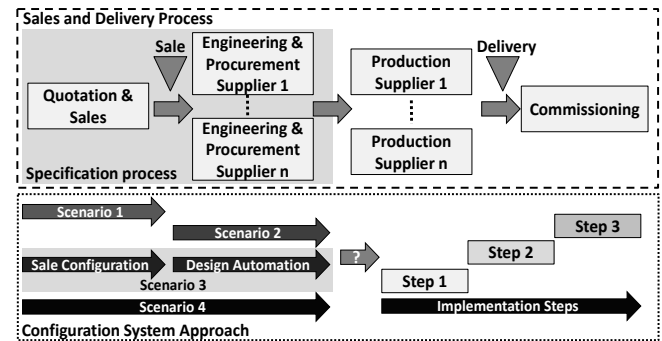 Sales and Delivery Process
Sale
Engineering &
Procurement
Supplier 1
Quotation &
Sales
Engineering &
Procurement
Supplier n
Specification process
Production
Supplier 1
Production
Supplier n
Delivery
Commissioning
Scenario 1
Scenario 2
Sale Configuration
Design Automation
Scenario 3
Scenario 4
?
Step 1
Step 2
Step 3
Implementation Steps
Configuration System Approach